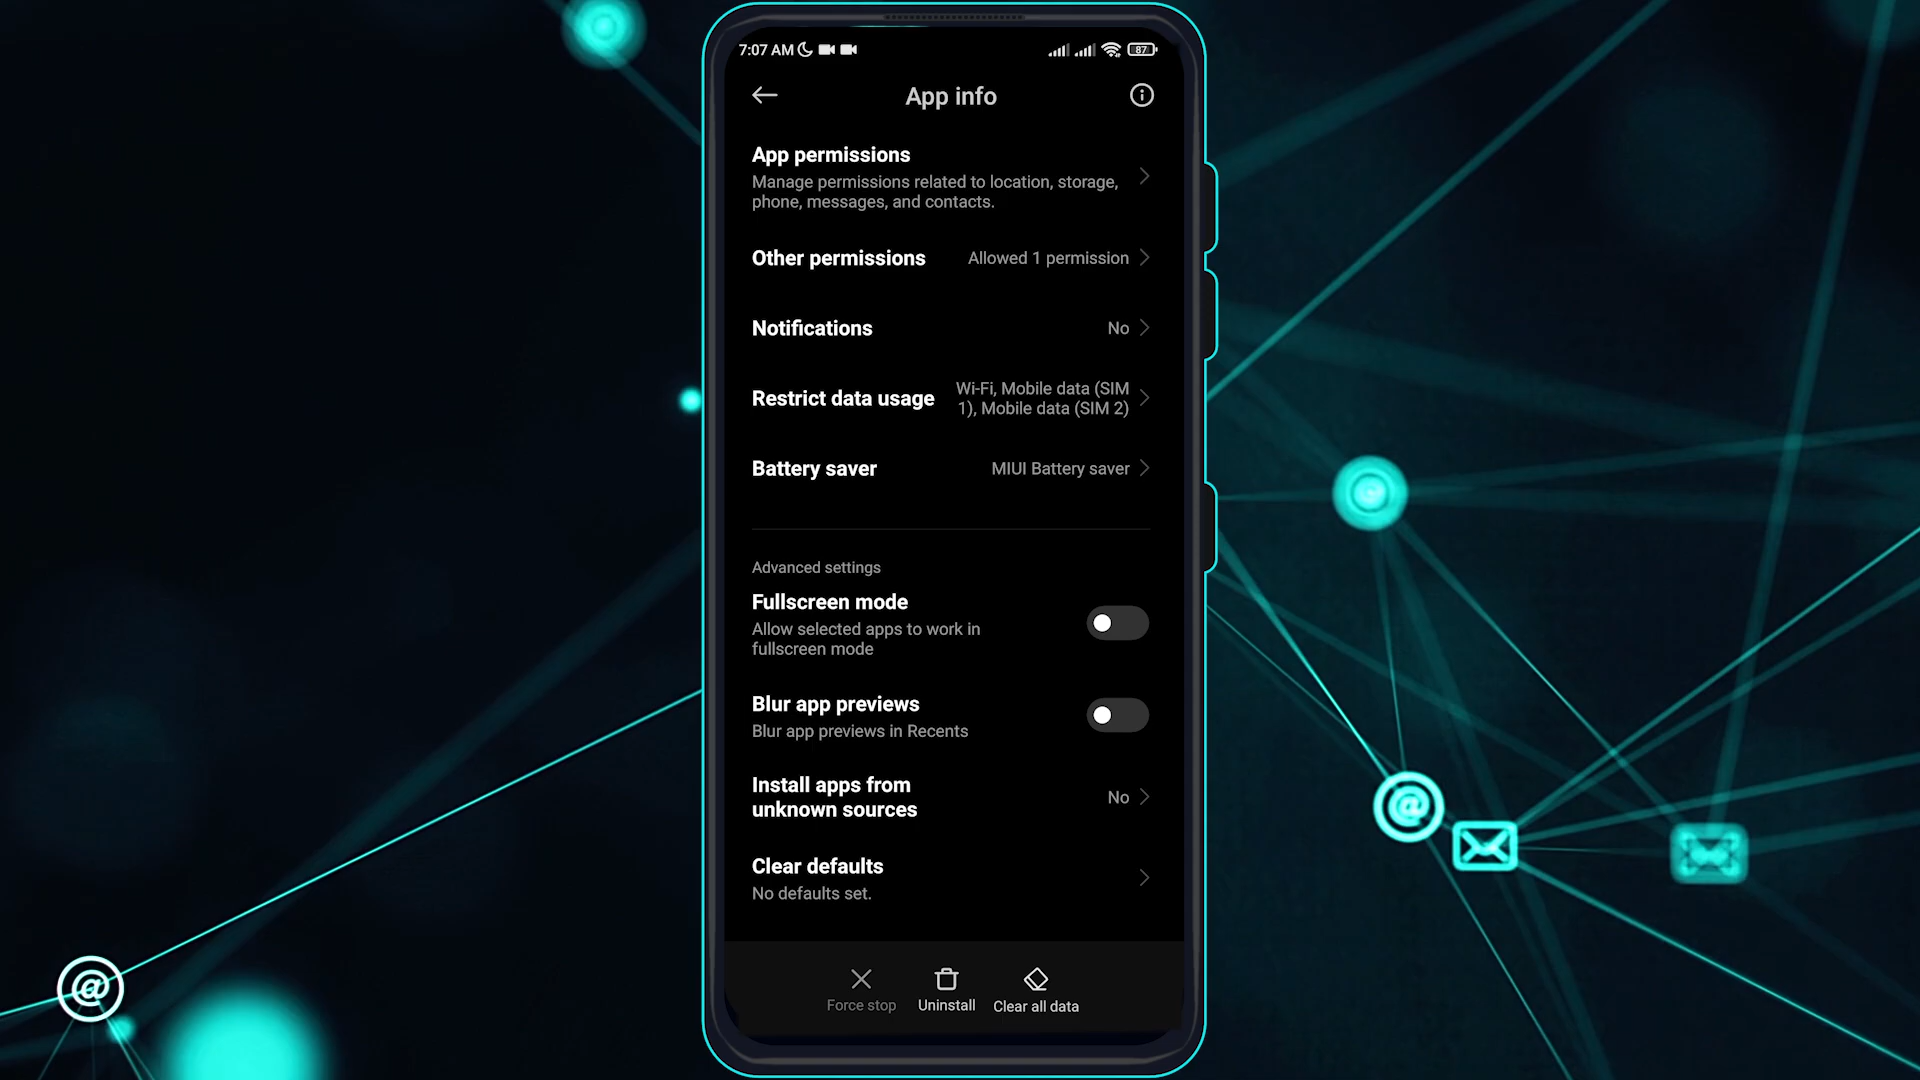 7:07 AM
87
App info
App permissions
Manage permissions related to location, storage,
phone, messages, and contacts.
Other permissions
Allowed 1 permission
Notifications
No
Restrict data usage
Wi-Fi, Mobile data (SIM
1), Mobile data (SIM 2)
Battery saver
MIUI Battery saver
Advanced settings
Fullscreen mode
Allow selected apps to work in
fullscreen mode
Blur app previews
Blur app previews in Recents
Install apps from
unknown sources
No
Clear defaults
No defaults set.
Force stop
Uninstall
Clear all data
@
@